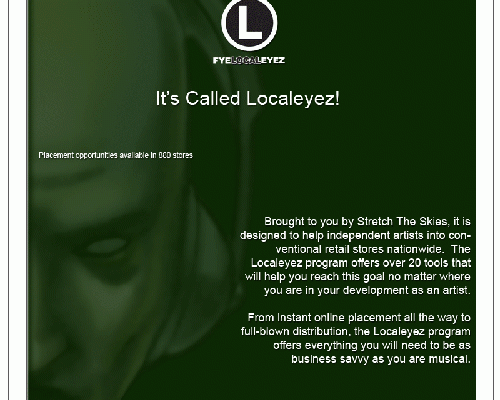 L
FYELOCALEYEZ
It's Called Localeyez!
Placement opportunities available in 800 stores
Brought to you by Stretch The Skies, it is
designed to help independent artists into con-
ventional retail stores nationwide. The
Localeyez program offers over 20 tools that
will help you reach this goal no matter where
you are in your development as an artist.
From instant online placement all the way to
full-blown distribution, the Localeyez program
offers everything you will need to be as
business savvy as you are musical.